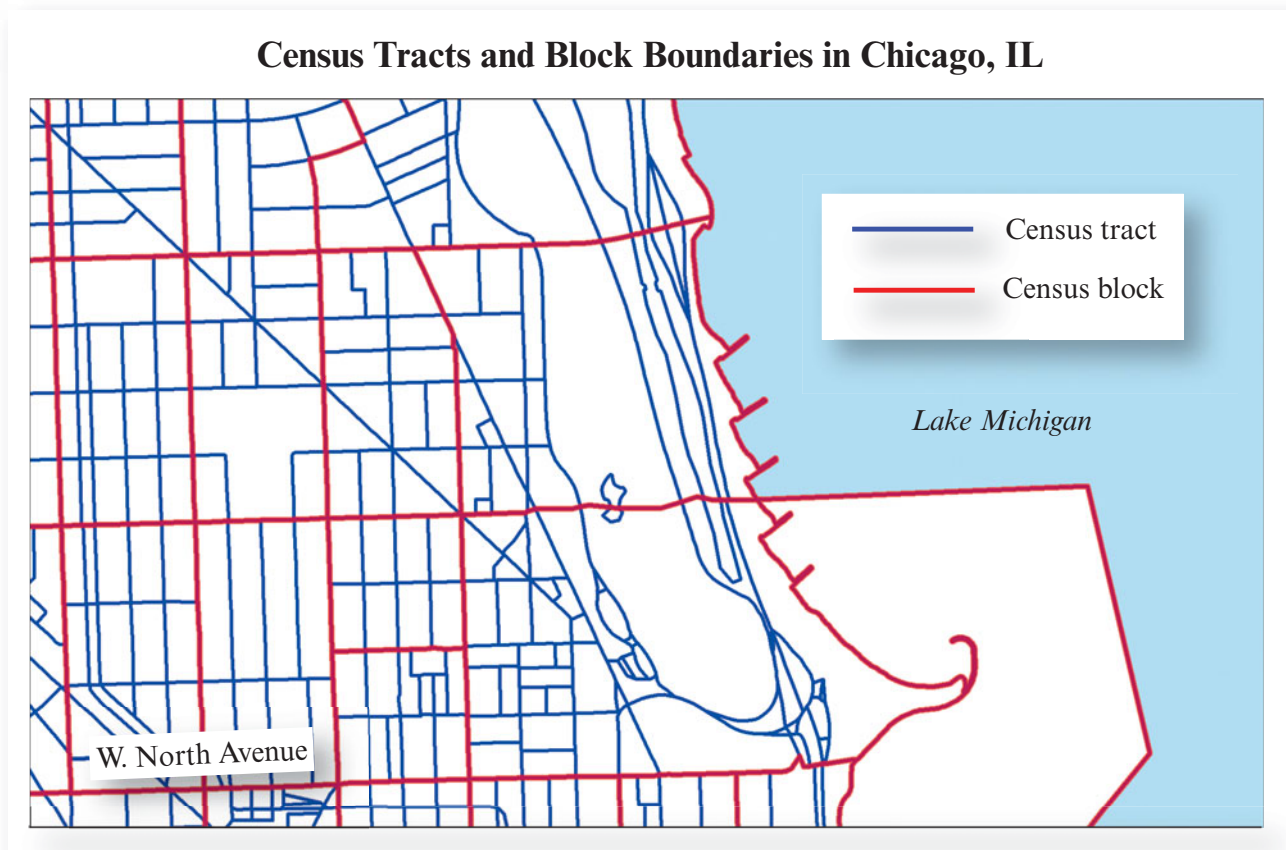 Census Tracts and Block Boundaries in Chicago, IL
Census tract
Census block
Lake Michigan
W. North Avenue